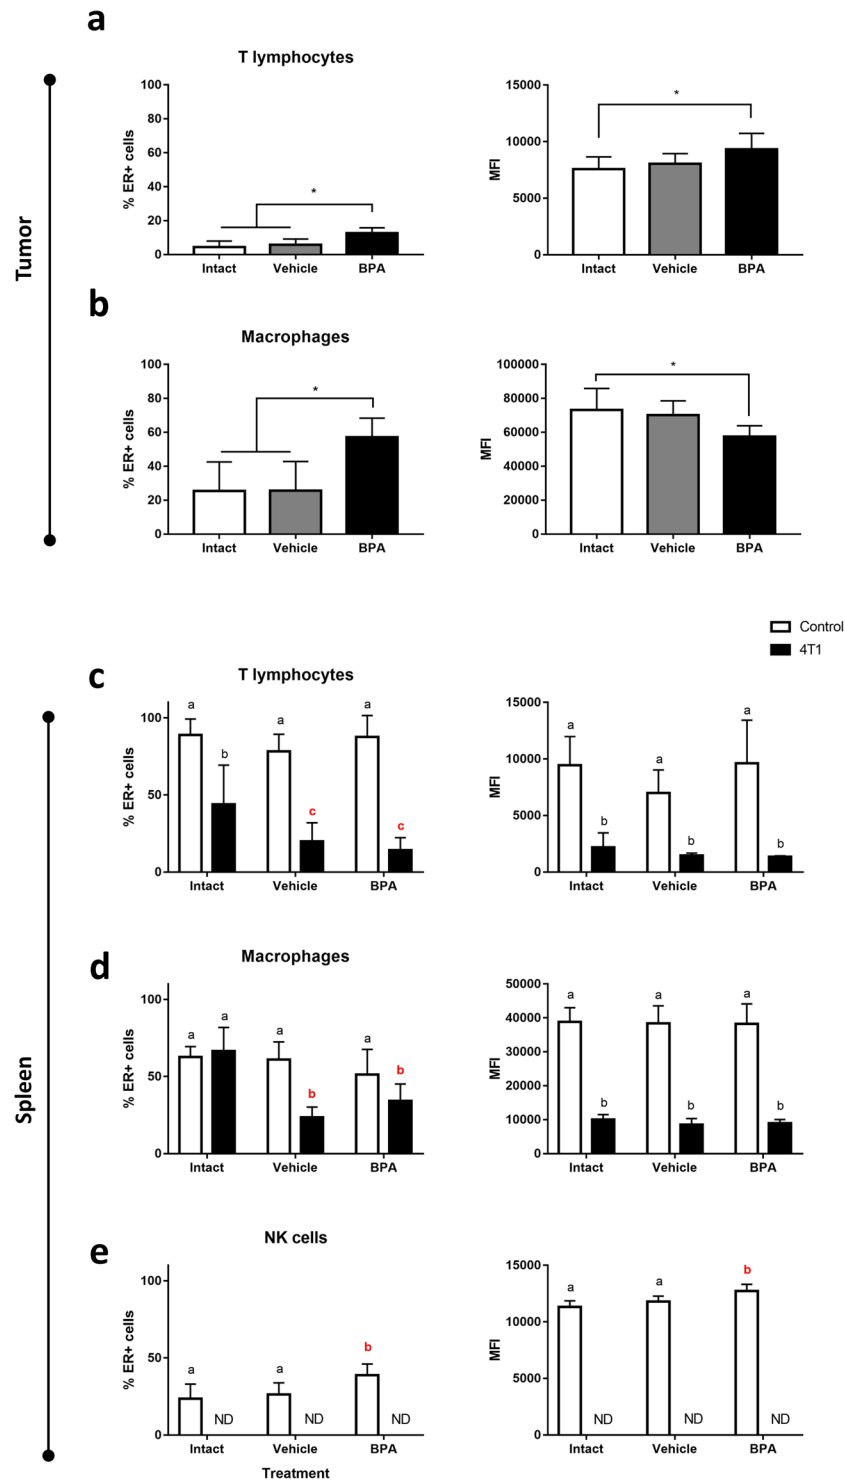 a
Tumor
T lymphocytes
% ER+ cells
100
80
60
40
20
0
*
Intact Vehicle BPA
MFI
15000
10000
5000
0
*
Intact Vehicle BPA
b
Macrophages
% ER+ cells
100
80
60
40
20
0
*
Intact Vehicle BPA
MFI
100000
80000
60000
40000
20000
0
*
Intact Vehicle BPA
Control
4T1
Spleen
c
T lymphocytes
% ER+ cells
100
50
0
a b a c a c
Intact Vehicle BPA
MFI
15000
10000
5000
0
a b a b a b
Intact Vehicle BPA
d
Macrophages
% ER+ cells
100
50
0
a a a b a b
Intact Vehicle BPA
MFI
50000
40000
30000
20000
10000
0
a b a b a b
Intact Vehicle BPA
e
NK cells
% ER+ cells
100
50
0
a ND a ND b ND
Intact Vehicle BPA
Treatment
MFI
15000
10000
5000
0
a ND a ND b ND
Intact Vehicle BPA